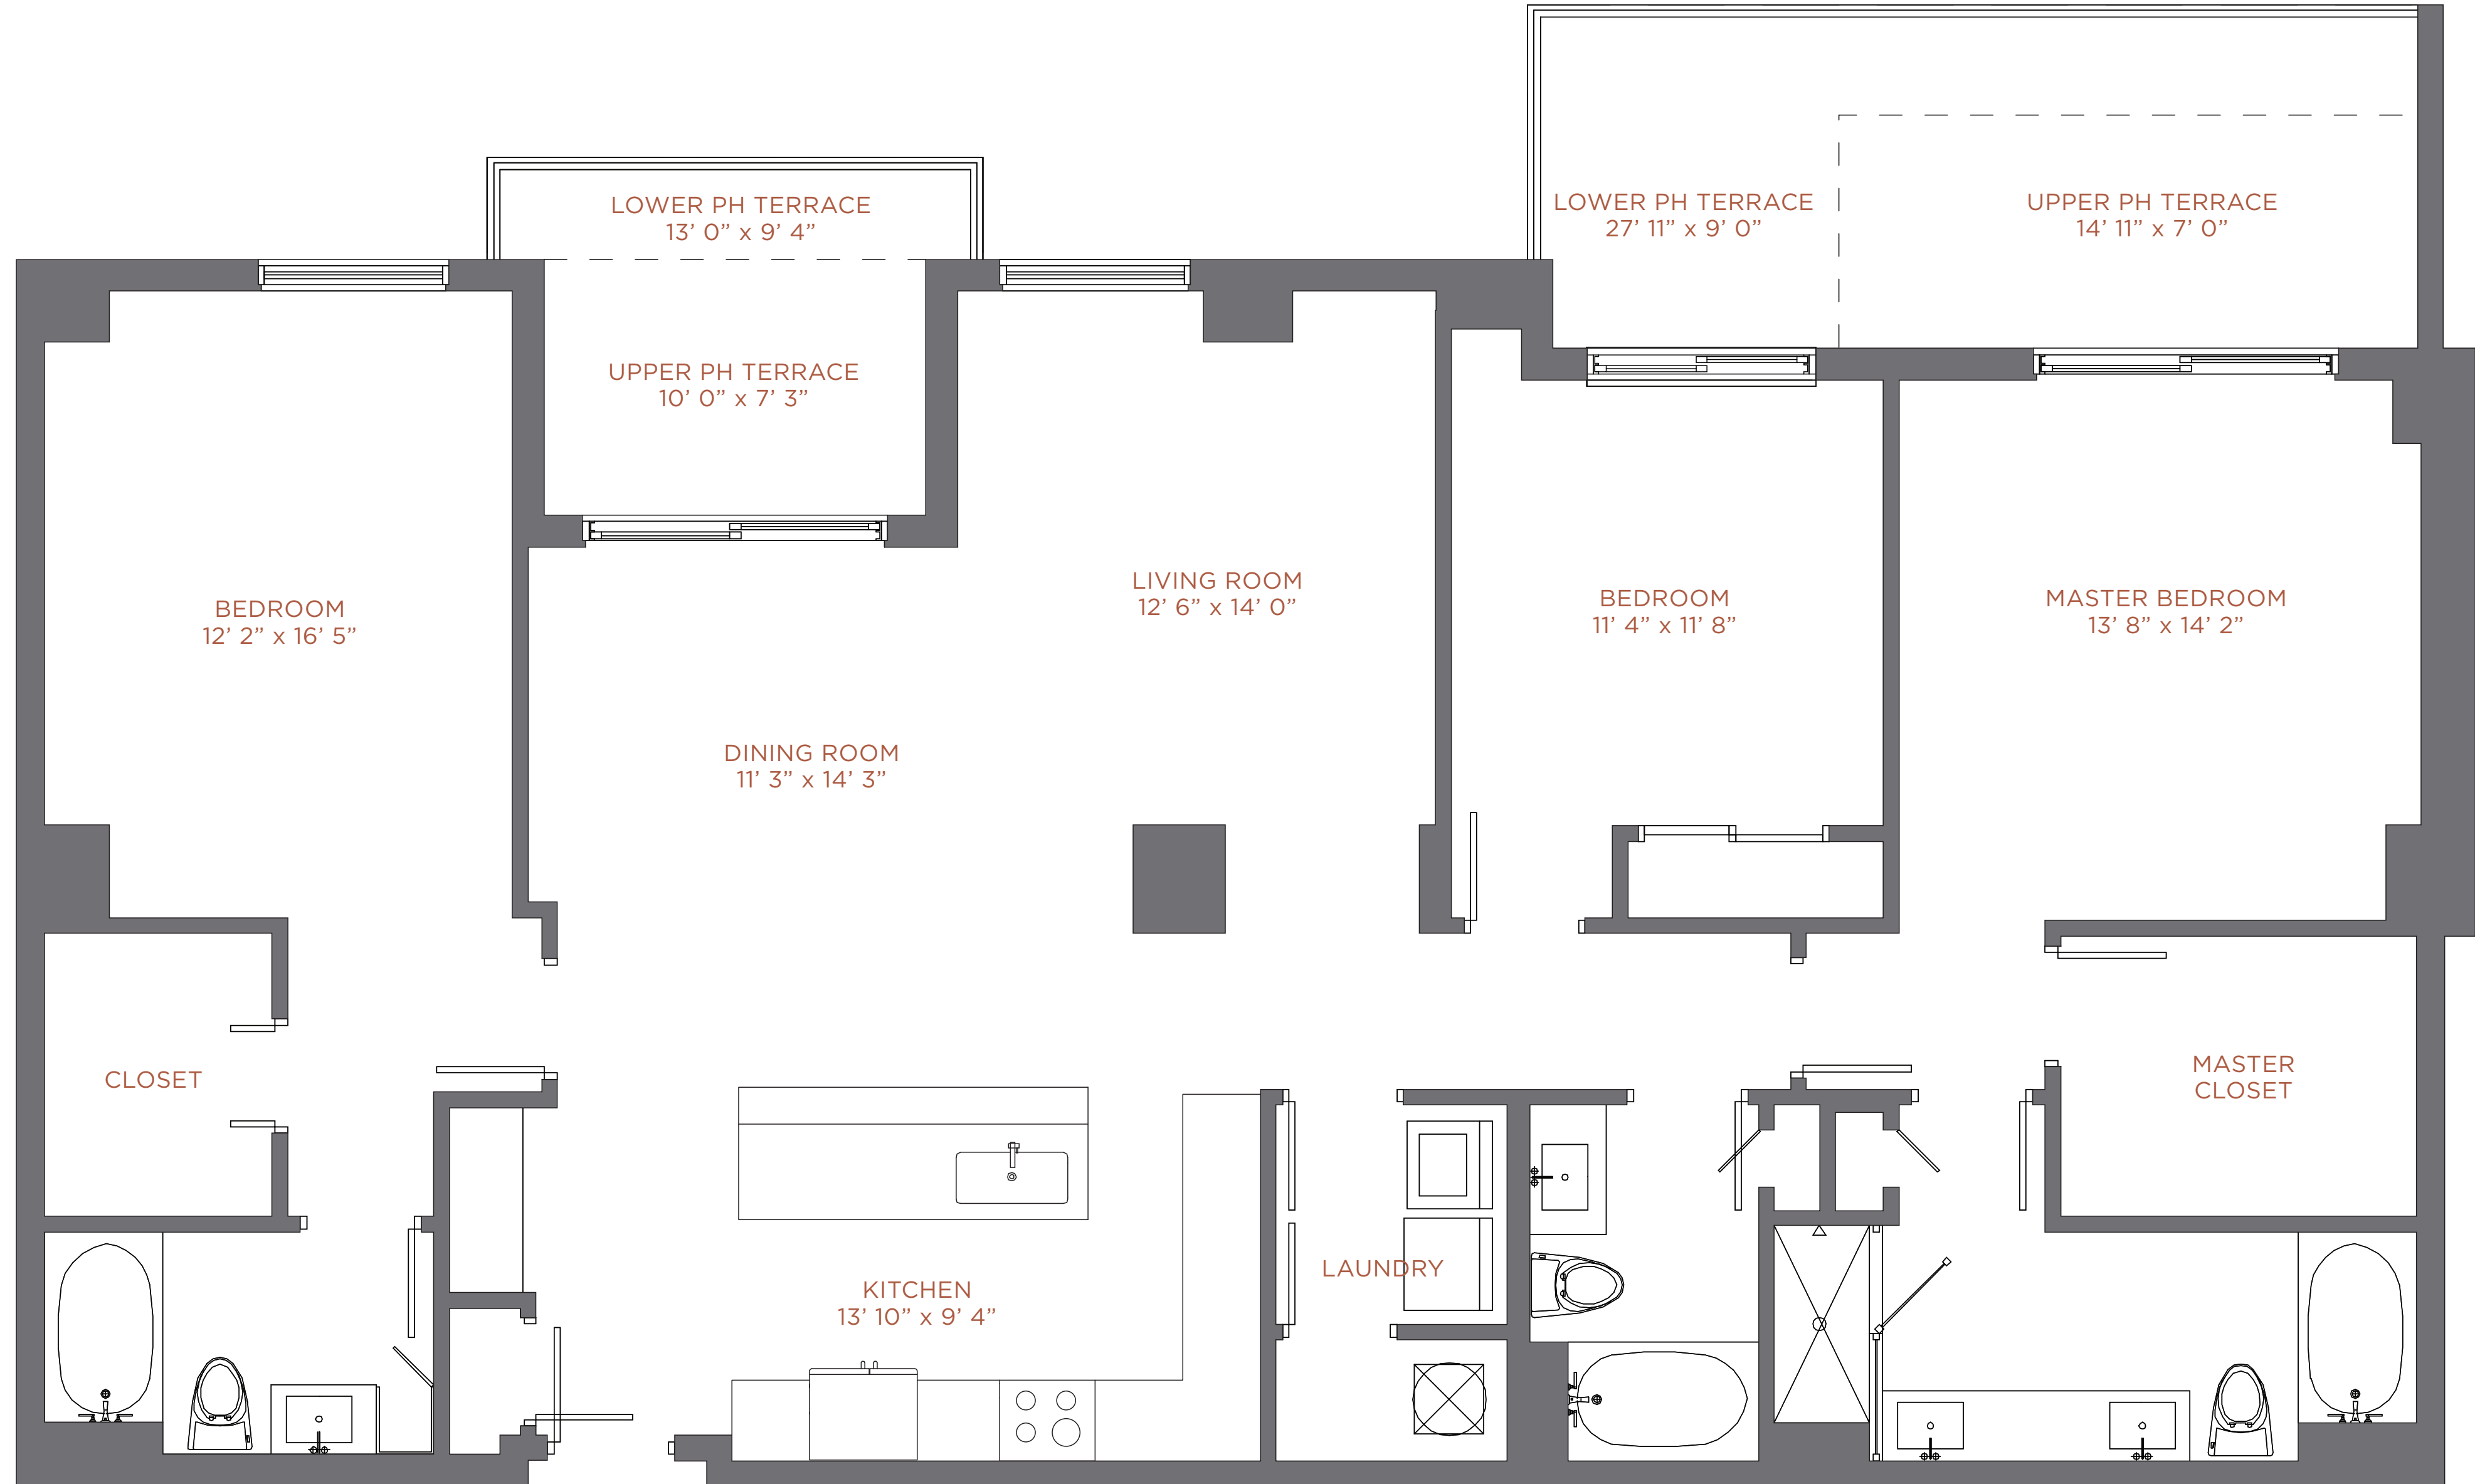 LOWER PH TERRACE
13’ 0” x 9’ 4”
LOWER PH TERRACE
27’ 11” x 9’ 0”
UPPER PH TERRACE
14’ 11” x 7’ 0”
UPPER PH TERRACE
10’ 0” x 7’ 3”
BEDROOM
12’ 2” x 16’ 5”
LIVING ROOM
12’ 6” x 14’ 0”
BEDROOM
11’ 4” x 11’ 8”
MASTER BEDROOM
13’ 8” x 14’ 2”
DINING ROOM
11’ 3” x 14’ 3”
CLOSET
MASTER
CLOSET
KITCHEN
13’ 10” x 9’ 4”
LAUNDRY